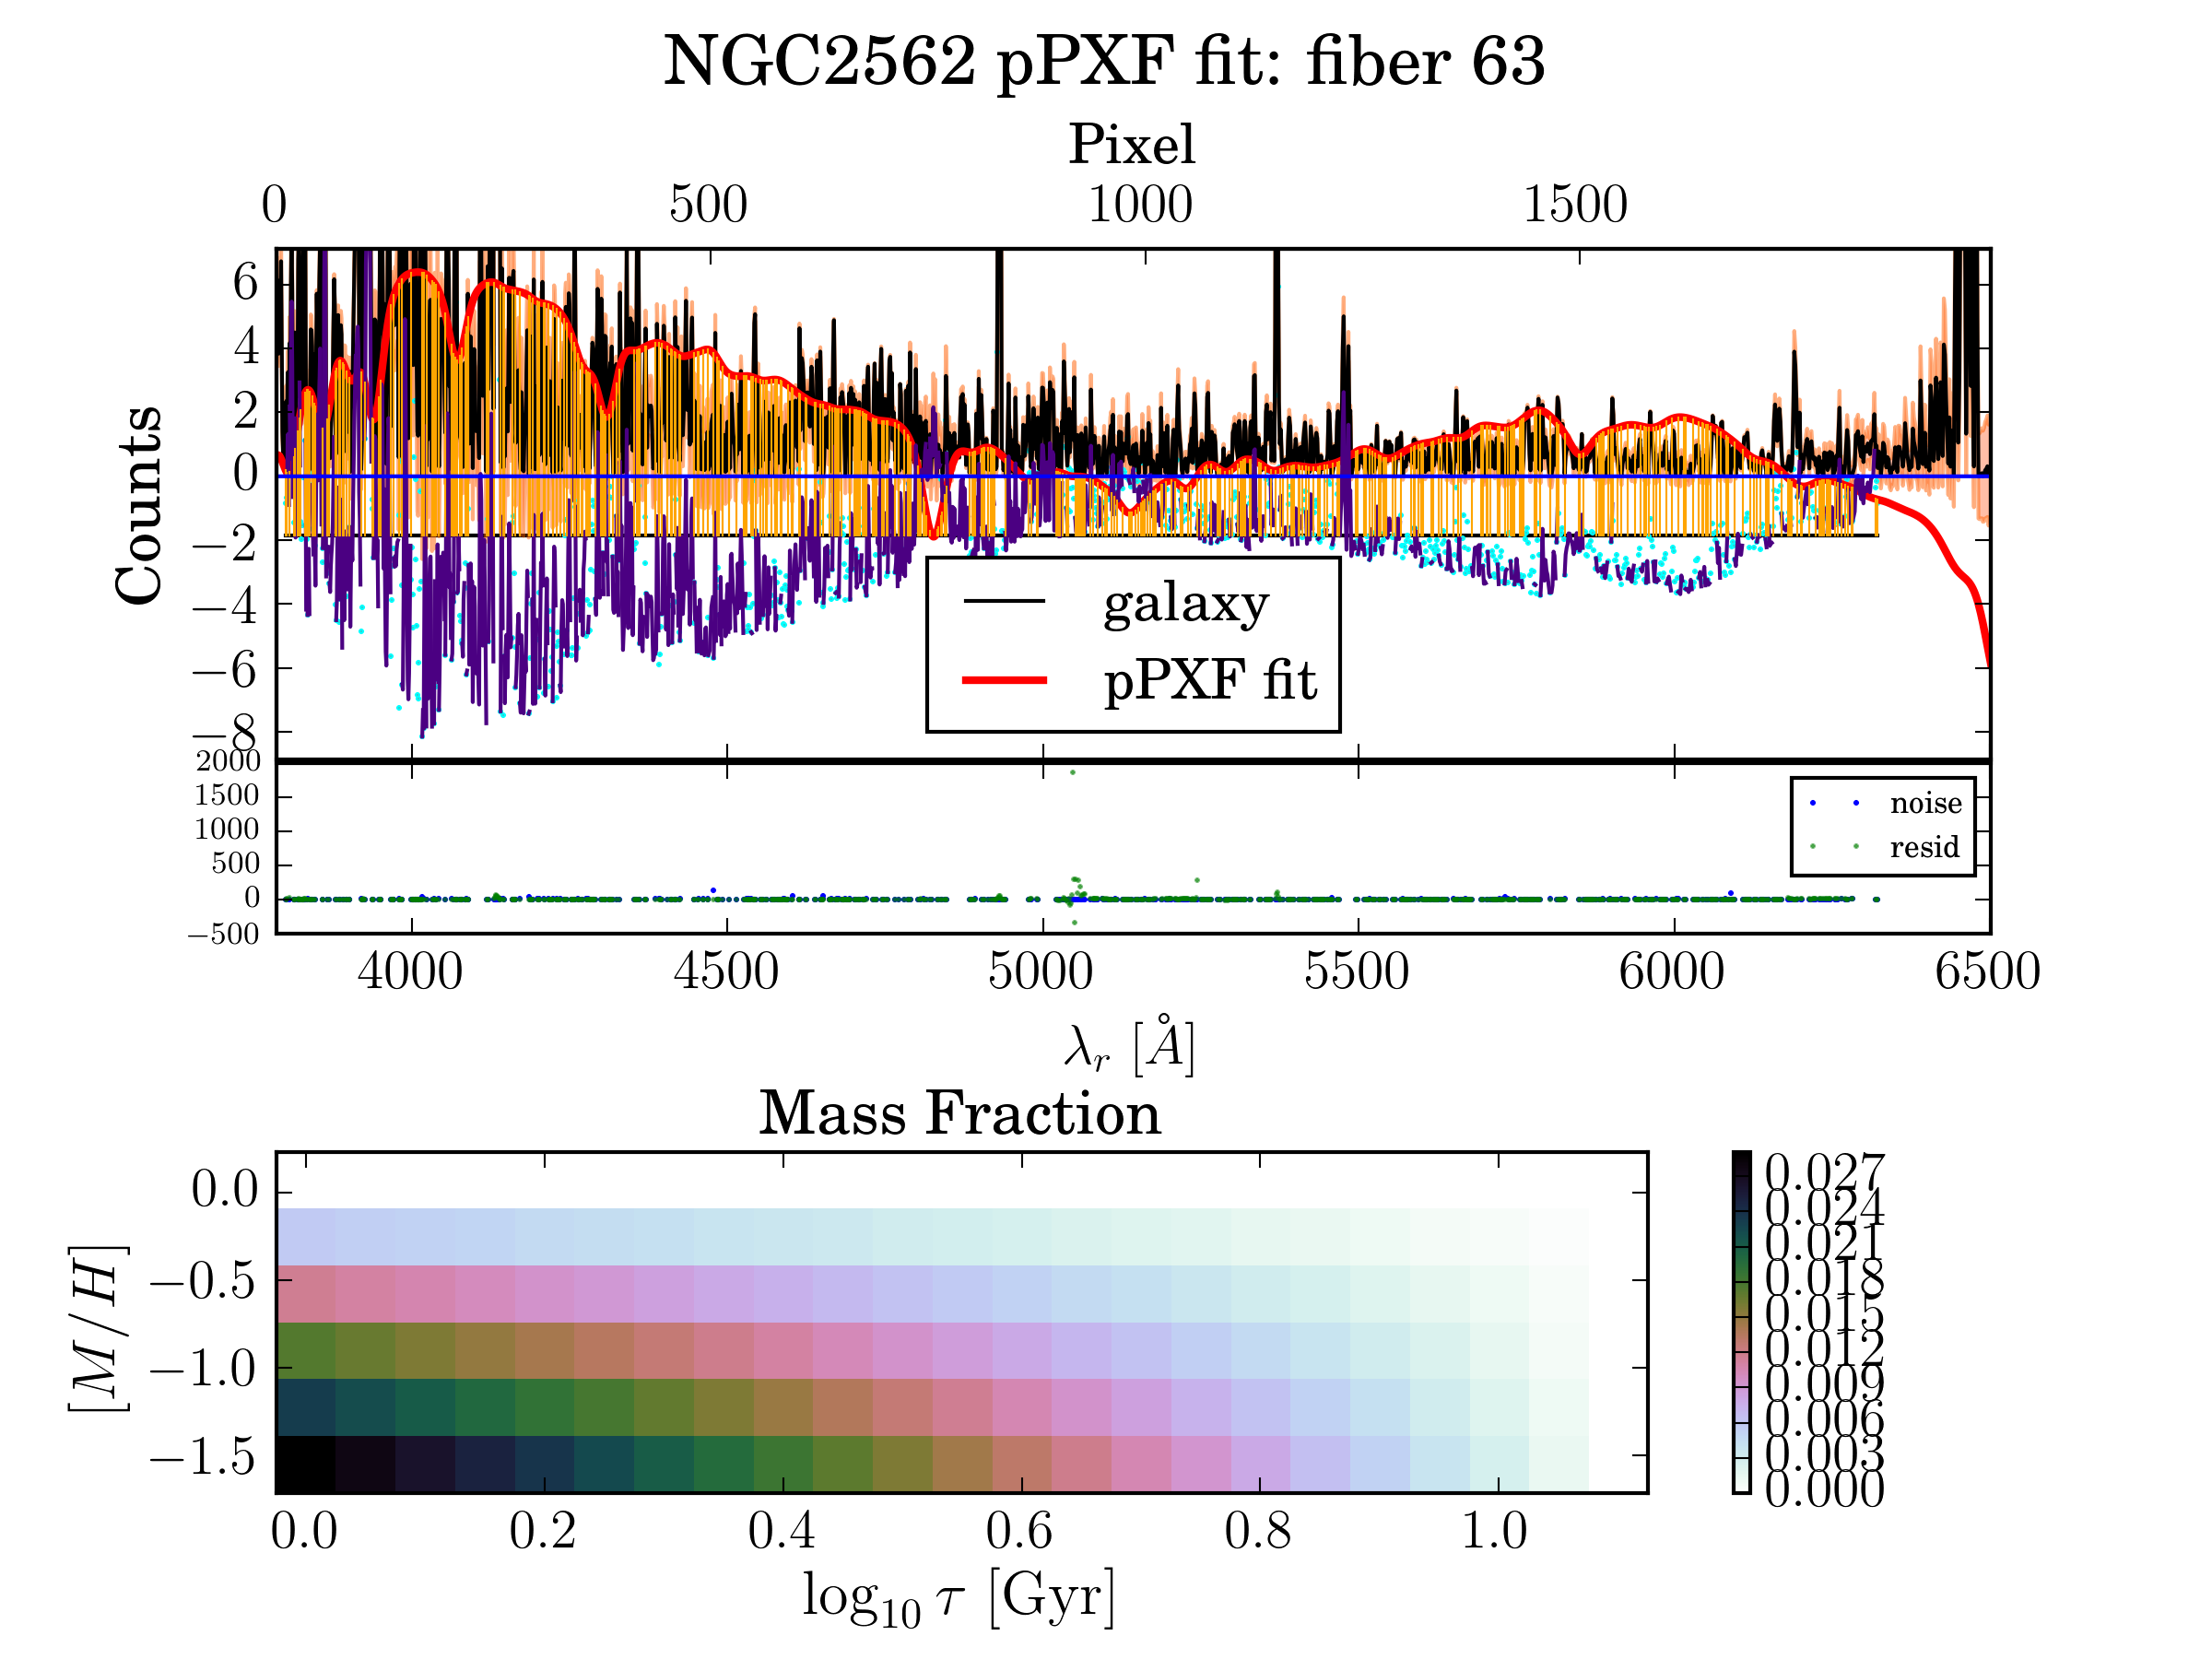 NGC2562 pPXF fit: fiber 63
Pixel
0 500 1000 1500
Counts
6
4
2
0
−2
−4
−6
−8
galaxy
pPXF fit
2000
1500
1000
500
0
−500
noise
resid
4000 4500 5000 5500 6000 6500
λr [Å]
Mass Fraction
[M/H]
0.0
−0.5
−1.0
−1.5
0.0 0.2 0.4 0.6 0.8 1.0
log10 τ [Gyr]
0.027
0.024
0.021
0.018
0.015
0.012
0.009
0.006
0.003
0.000